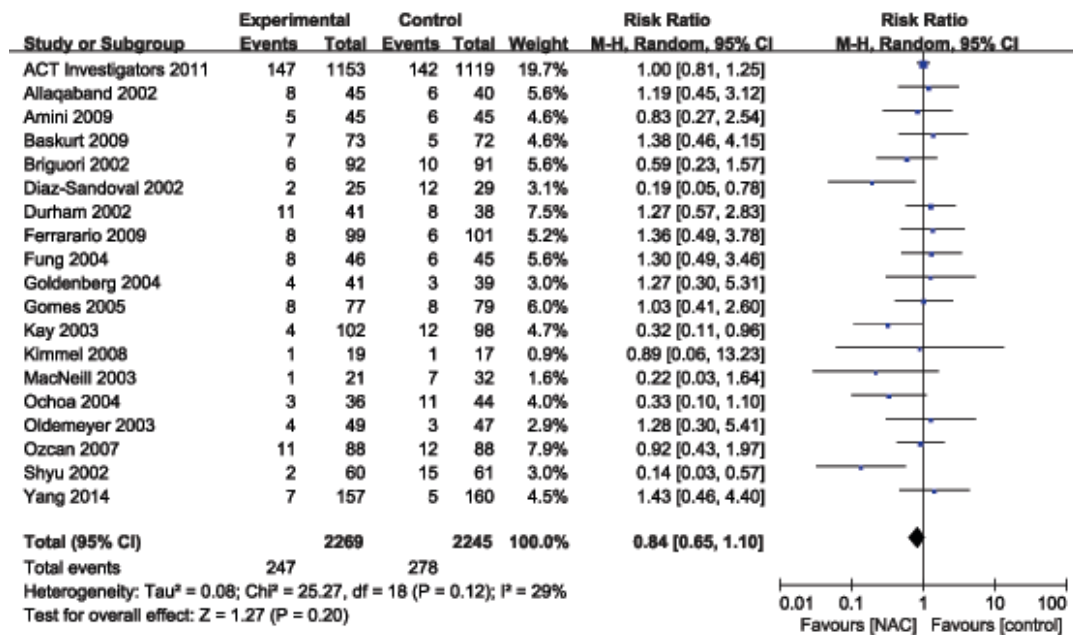 Experimental Control Risk Ratio Risk Ratio
Study or Subgroup Events Total Events Total Weight M-H, Random, 95% CI M-H, Random, 95% CI
ACT Investigators 2011 147 1153 142 1119 19.7% 1.00 [0.81, 1.25]
Allaqaband 2002 8 45 6 40 5.6% 1.19 [0.45, 3.12]
Amini 2009 5 45 6 45 4.4% 0.83 [0.27, 2.54]
Baskurt 2009 7 73 5 72 4.6% 1.38 [0.46, 4.15]
Briguori 2002 6 92 10 91 5.6% 0.59 [0.23, 1.57]
Diaz-Sandoval 2002 2 25 12 29 3.1% 0.19 [0.05, 0.78]
Durham 2002 11 41 8 38 7.5% 1.27 [0.57, 2.83]
Ferrarario 2009 8 99 6 101 5.2% 1.36 [0.49, 3.78]
Fung 2004 8 46 6 45 5.6% 1.30 [0.49, 3.46]
Goldenberg 2004 4 41 3 39 2.9% 1.27 [0.30, 5.31]
Gomes 2005 8 77 8 79 6.0% 1.03 [0.41, 2.60]
Kay 2003 4 102 12 98 4.7% 0.32 [0.11, 0.96]
Kimmel 2008 1 19 1 17 0.9% 0.89 [0.06, 13.23]
MacNeill 2003 1 21 7 32 1.6% 0.22 [0.03, 1.64]
Ochoa 2004 3 36 11 44 4.0% 0.33 [0.10, 1.10]
Oldemeyer 2003 4 49 3 47 2.9% 1.28 [0.30, 5.41]
Ozcan 2007 11 88 12 88 7.9% 0.92 [0.43, 1.97]
Shyu 2002 2 60 15 61 3.0% 0.14 [0.03, 0.57]
Yang 2014 7 157 5 160 4.5% 1.43 [0.46, 4.40]
Total (95% CI) 2269 2245 100.0% 0.84 [0.65, 1.10]
Total events 247 278
Heterogeneity: Tau² = 0.08; Chi² = 25.27, df = 18 (P = 0.12); I² = 29%
Test for overall effect: Z = 1.27 (P = 0.20)
0.01 0.1 1 10 100
Favours [NAC] Favours [control]